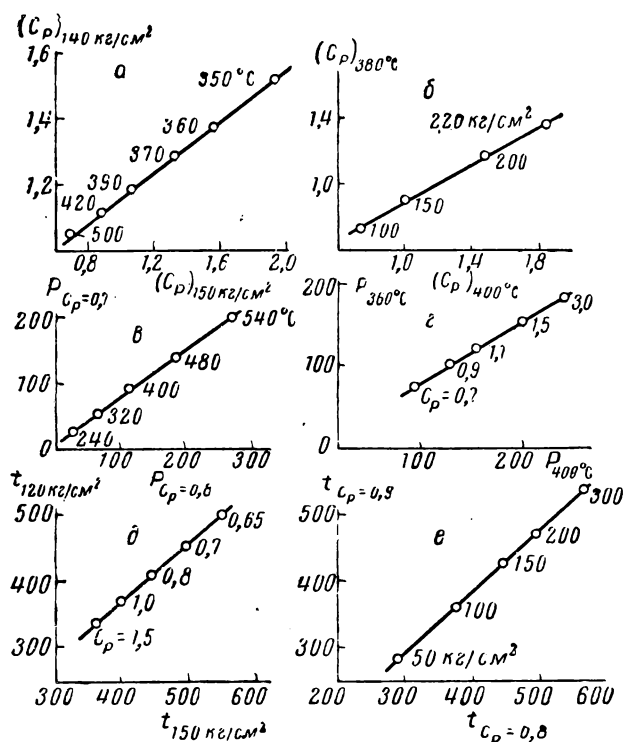 (Cp)140 кг/см²
1,6
1,4
1,2
а
350°C
360
370
390
420
500
0,8 1,2 1,6 2,0
(Cp)150 кг/см²
(Cp)380°C
1,4
1,0
б
220 кг/см²
200
150
100
1,0 1,4 1,8
(Cp)400°C
PCp=0,7
200
100
0
в
540°C
480
400
320
240
0 100 200 300
PCp=0,6
P360°C
200
100
0
г
3,0
1,5
1,1
0,9
Cp=0,7
100 200
P400°C
t120 кг/см²
500
400
300
д
0,65
0,7
0,8
1,0
Cp=1,5
300 400 500 600
t150 кг/см²
tCp=0,9
500
400
300
е
300
200
150
100
50 кг/см²
200 300 400 500 600
tCp=0,8